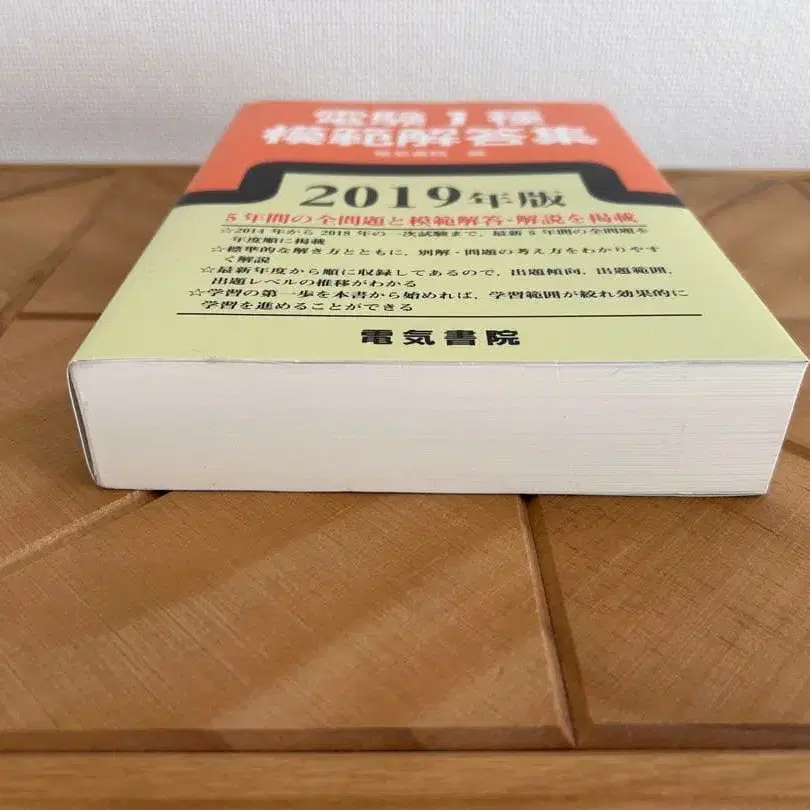 電験1種
模範解答集
電気書院 編
2019年版
5年間の全問題と模範解答・解説を掲載
☆2014年から2018年の一次試験まで，最新5年間の全問題を
年度順に掲載
☆標準的な解き方とともに，別解・問題の考え方をわかりやす
く解説
☆最新年度から順に収録してあるので，出題傾向，出題範囲，
出題レベルの推移がわかる
☆学習の第一歩を本書から始めれば，学習範囲が絞れ効果的に
学習を進めることができる
電気書院